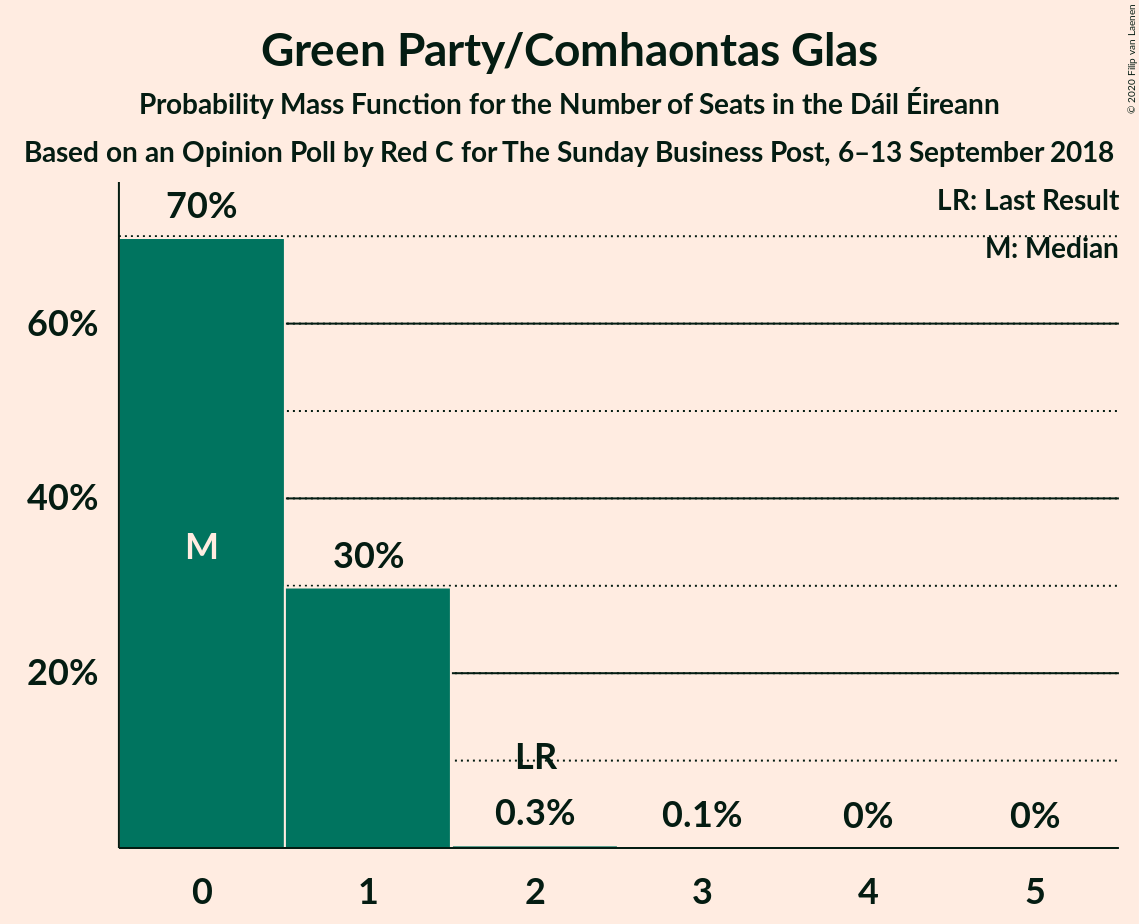 Green Party/Comhaontas Glas
Probability Mass Function for the Number of Seats in the Dáil Éireann
Based on an Opinion Poll by Red C for The Sunday Business Post, 6–13 September 2018
© 2020 Filip van Laenen
LR: Last Result
M: Median
70%
60%
40%
M
30%
20%
LR
0.3%
0.1%
0%
0%
0
1
2
3
4
5